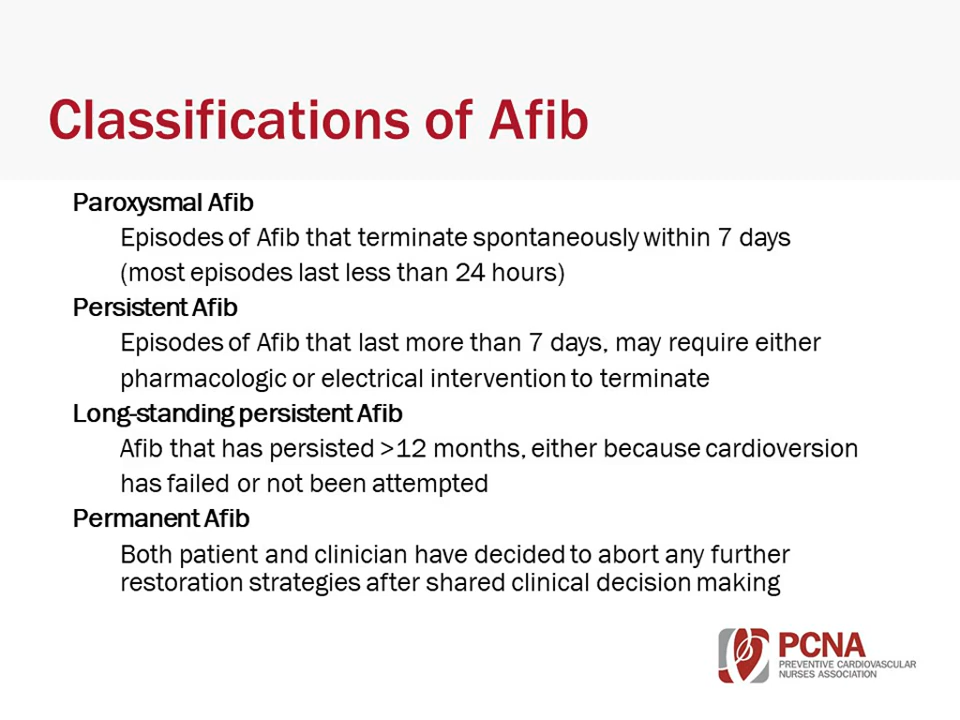 Classifications of Afib
Paroxysmal Afib
Episodes of Afib that terminate spontaneously within 7 days
(most episodes last less than 24 hours)
Persistent Afib
Episodes of Afib that last more than 7 days, may require either
pharmacologic or electrical intervention to terminate
Long-standing persistent Afib
Afib that has persisted >12 months, either because cardioversion
has failed or not been attempted
Permanent Afib
Both patient and clinician have decided to abort any further
restoration strategies after shared clinical decision making
PCNA
PREVENTIVE CARDIOVASCULAR
NURSES ASSOCIATION